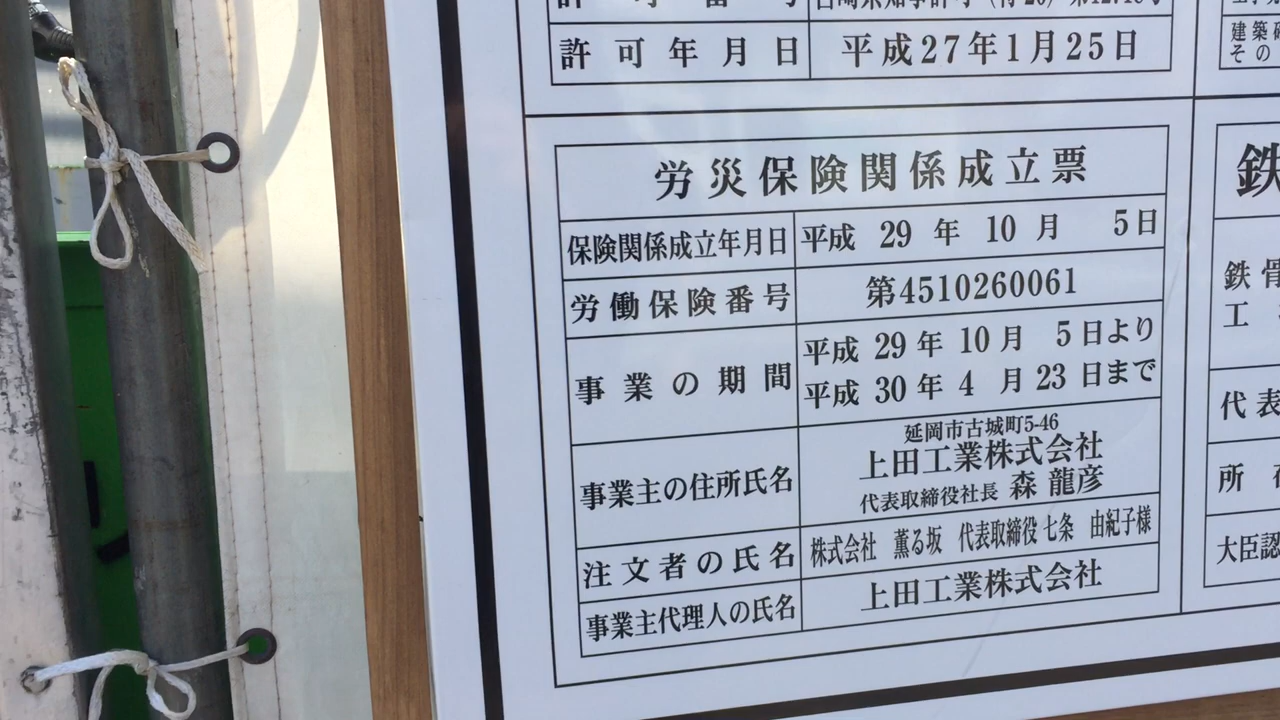 許可年月日 平成27年1月25日
建築
その
労災保険関係成立票
保険関係成立年月日 平成 29 年 10 月 5日
労働保険番号 第4510260061
事業の期間 平成 29 年 10 月 5日より
平成 30 年 4 月 23 日まで
事業主の住所氏名 延岡市古城町5-46
上田工業株式会社
代表取締役社長 森 龍彦
注文者の氏名 株式会社 薫る坂 代表取締役 七条 由紀子様
事業主代理人の氏名 上田工業株式会社
鉄
鉄骨
工
代表
所在
大臣認